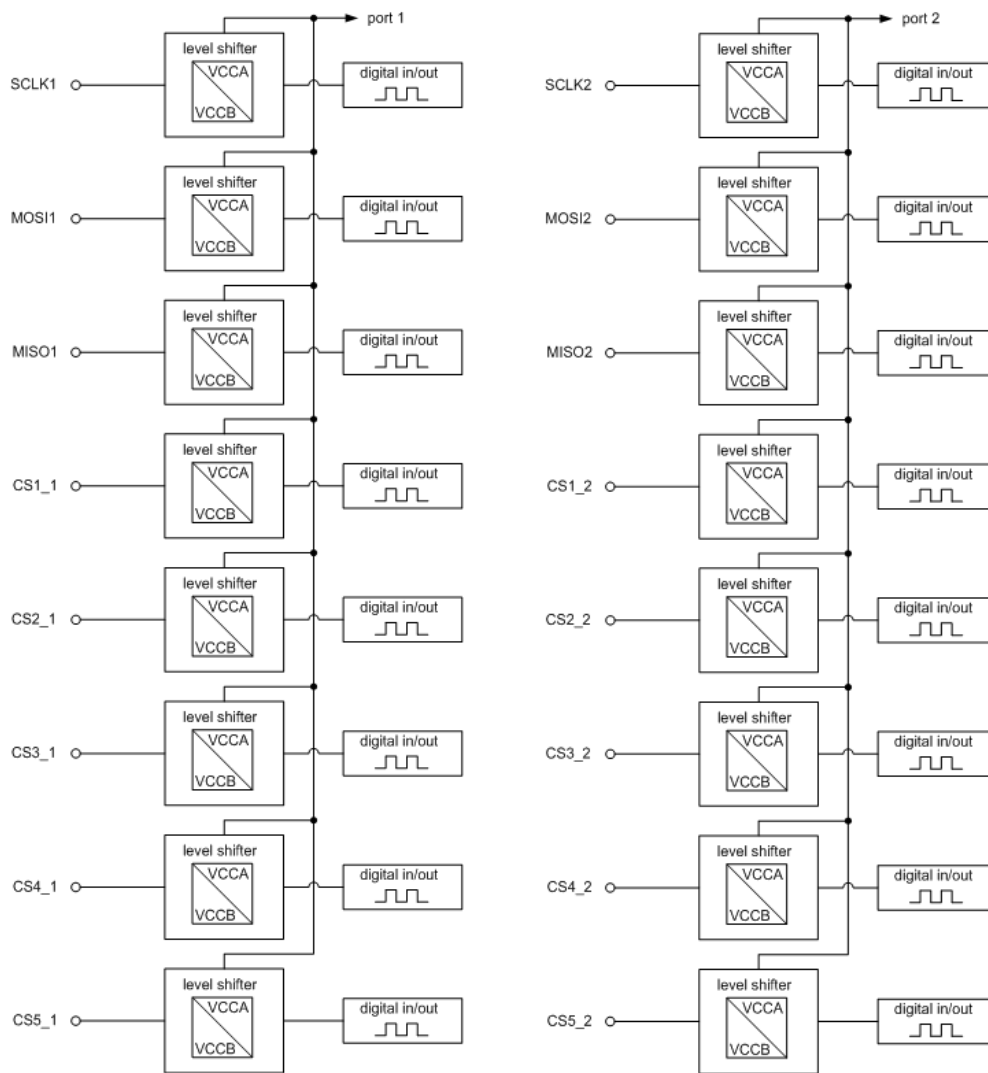 port 1
level shifter
VCCA
SCLK1
digital in/out
VCCB
level shifter
VCCA
MOSI1
digital in/out
VCCB
level shifter
VCCA
MISO1
digital in/out
VCCB
level shifter
VCCA
CS1_1
digital in/out
VCCB
level shifter
VCCA
CS2_1
digital in/out
VCCB
level shifter
VCCA
CS3_1
digital in/out
VCCB
level shifter
VCCA
CS4_1
digital in/out
VCCB
level shifter
VCCA
CS5_1
digital in/out
VCCB
port 2
level shifter
VCCA
SCLK2
digital in/out
VCCB
level shifter
VCCA
MOSI2
digital in/out
VCCB
level shifter
VCCA
MISO2
digital in/out
VCCB
level shifter
VCCA
CS1_2
digital in/out
VCCB
level shifter
VCCA
CS2_2
digital in/out
VCCB
level shifter
VCCA
CS3_2
digital in/out
VCCB
level shifter
VCCA
CS4_2
digital in/out
VCCB
level shifter
VCCA
CS5_2
digital in/out
VCCB